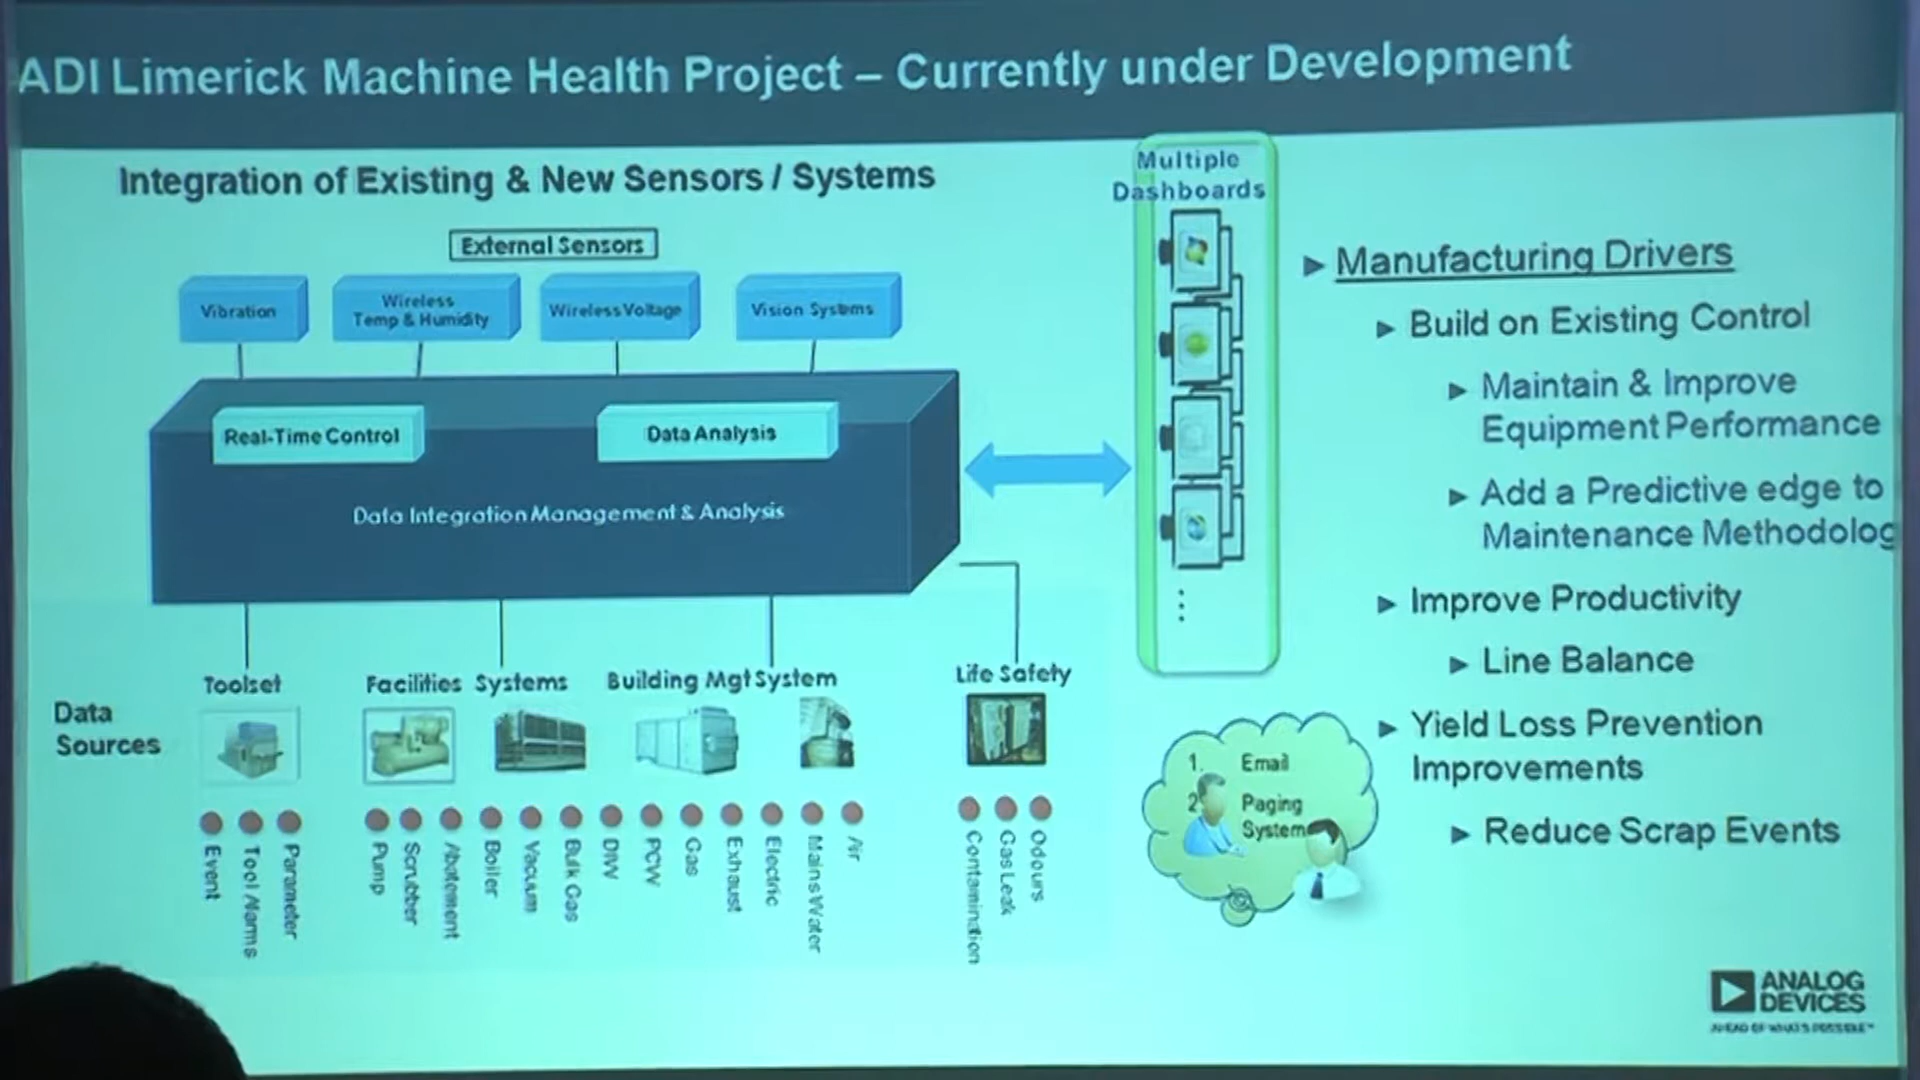 ADI Limerick Machine Health Project – Currently under Development
Integration of Existing & New Sensors / Systems
External Sensors
Vibration
Wireless
Temp & Humidity
Wireless Voltage
Vision Systems
Real-Time Control
Data Analysis
Data Integration Management & Analysis
Toolset
Facilities Systems
Building Mgt System
Life Safety
Data
Sources
Event
Tool Alarms
Parameter
Pump
Scrubber
Abatement
Boiler
Vacuum
Bulk Gas
DIW
PCW
Gas
Exhaust
Electric
Mains Water
Air
Contamination
Gas Leak
Odours
Multiple
Dashboards
1. Email
2 Paging
System
▶ Manufacturing Drivers
▶ Build on Existing Control
▶ Maintain & Improve
Equipment Performance
▶ Add a Predictive edge to
Maintenance Methodolog
▶ Improve Productivity
▶ Line Balance
▶ Yield Loss Prevention
Improvements
▶ Reduce Scrap Events
ANALOG
DEVICES
AHEAD OF WHAT'S POSSIBLE™